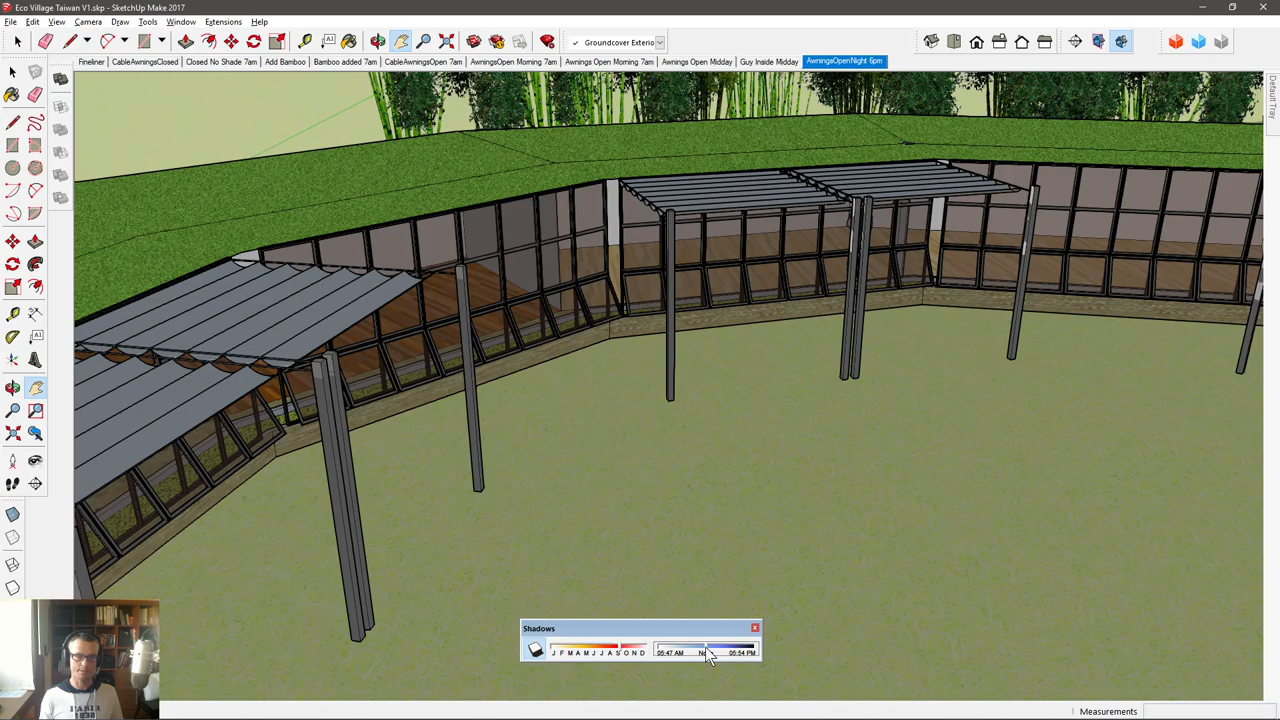 Eco Village Taiwan V1.skp - SketchUp Make 2017
File Edit View Camera Draw Tools Window Extensions Help
✓ Groundcover Exterio
Fineliner CableAwningsClosed Closed No Shade 7am Add Bamboo Bamboo added 7am CableAwningsOpen 7am AwningsOpen Morning 7am Awnings Open Morning 7am Awnings Open Midday Guy Inside Midday AwningsOpenNight 6pm
Default Tray
Shadows
J F M A M J J A S O N D 05:47 AM 05:54 PM
Measurements